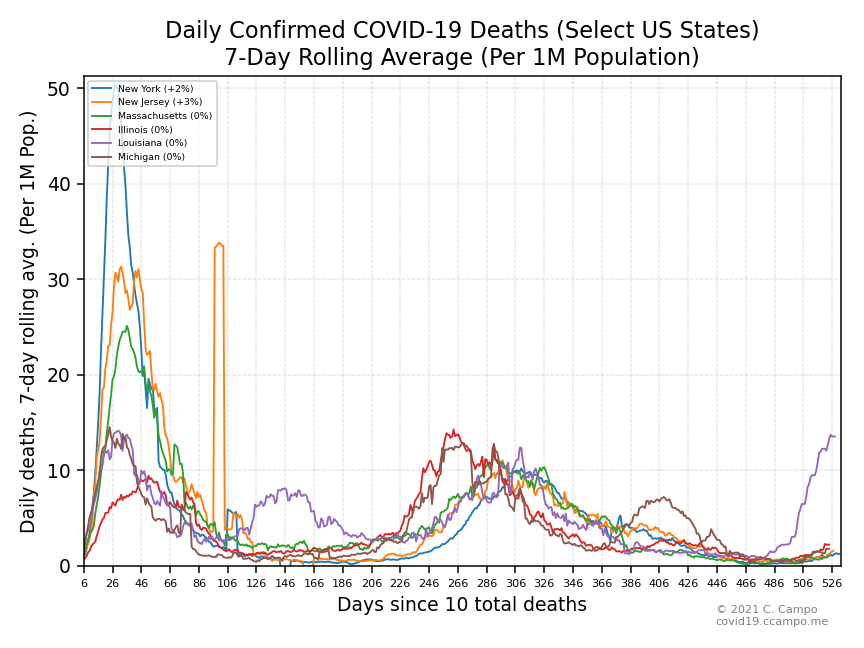 Daily Confirmed COVID-19 Deaths (Select US States)
7-Day Rolling Average (Per 1M Population)
Daily deaths, 7-day rolling avg. (Per 1M Pop.)
50
40
30
20
10
0
New York (+2%)
New Jersey (+3%)
Massachusetts (0%)
Illinois (0%)
Louisiana (0%)
Michigan (0%)
6 26 46 66 86 106 126 146 166 186 206 226 246 266 286 306 326 346 366 386 406 426 446 466 486 506 526
Days since 10 total deaths
© 2021 C. Campo
covid19.ccampo.me